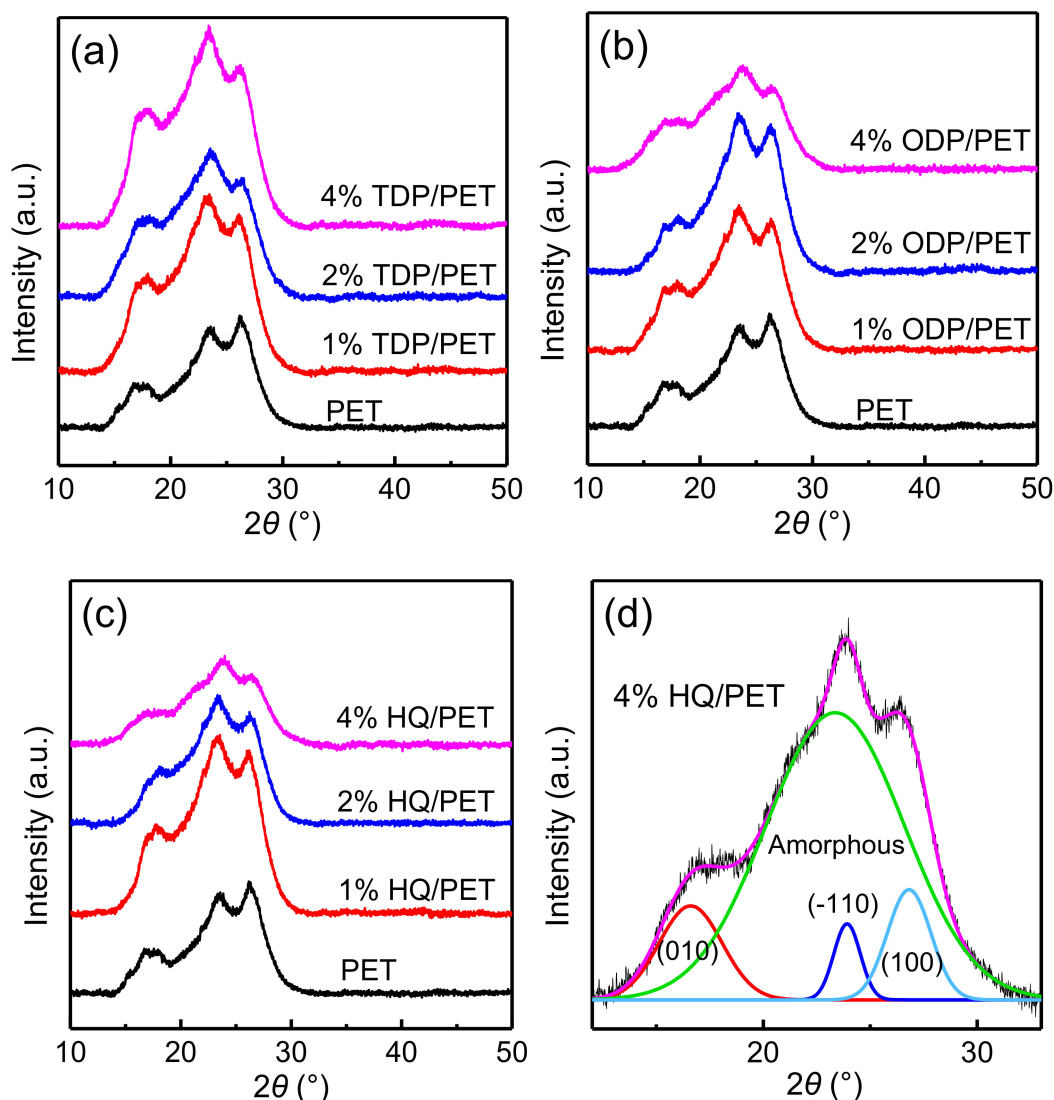 (a)
4% TDP/PET
2% TDP/PET
1% TDP/PET
PET
Intensity (a.u.)
10 20 30 40 50
2θ (°)
(b)
4% ODP/PET
2% ODP/PET
1% ODP/PET
PET
Intensity (a.u.)
10 20 30 40 50
2θ (°)
(c)
4% HQ/PET
2% HQ/PET
1% HQ/PET
PET
Intensity (a.u.)
10 20 30 40 50
2θ (°)
(d)
4% HQ/PET
Amorphous
(-110)
(010)
(100)
Intensity (a.u.)
20 30
2θ (°)